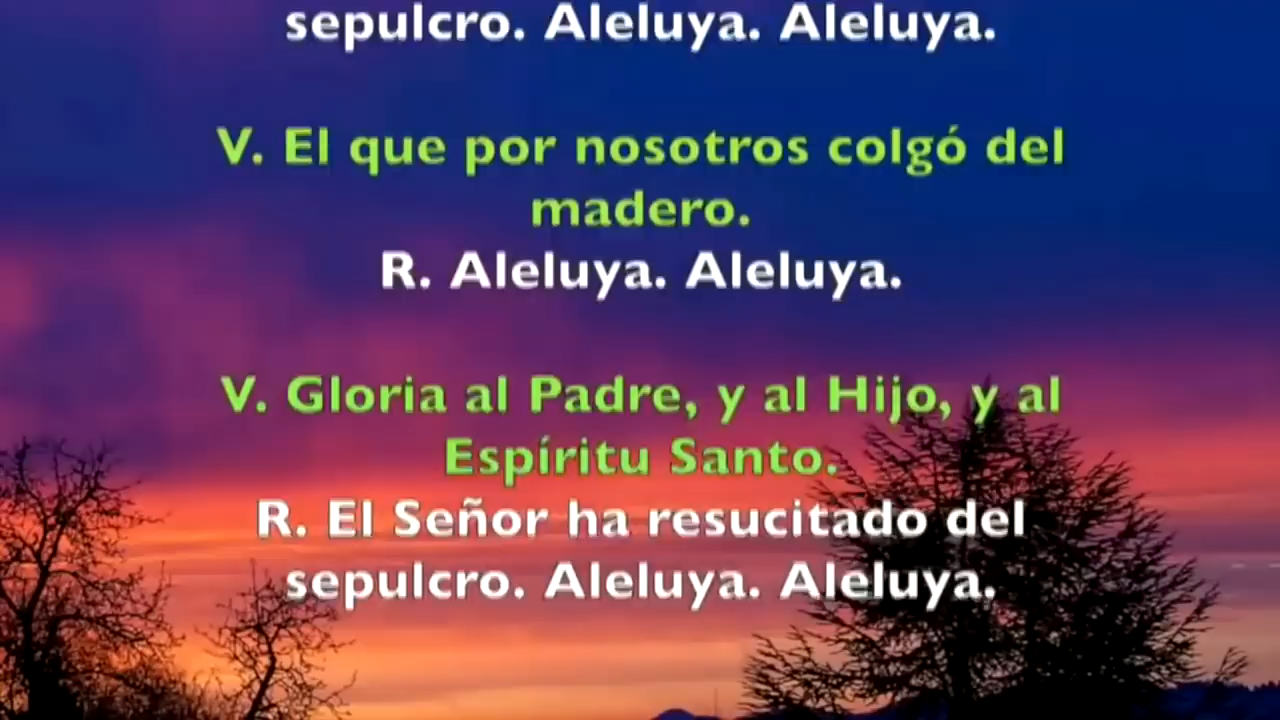 sepulcro. Aleluya. Aleluya.
V. El que por nosotros colgó del
madero.
R. Aleluya. Aleluya.
V. Gloria al Padre, y al Hijo, y al
Espíritu Santo.
R. El Señor ha resucitado del
sepulcro. Aleluya. Aleluya.